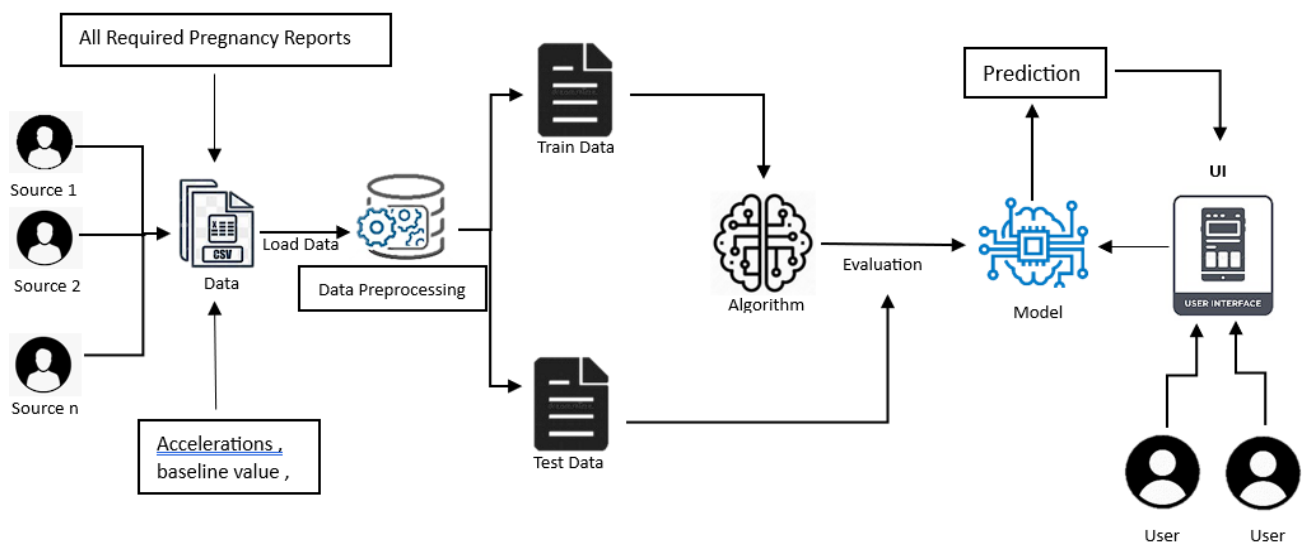 All Required Pregnancy Reports
Source 1
Source 2
Source n
X
CSV
Data
Accelerations ,
baseline value ,
Load Data
Data Preprocessing
Train Data
Test Data
Algorithm
Evaluation
Model
Prediction
UI
USER INTERFACE
User
User